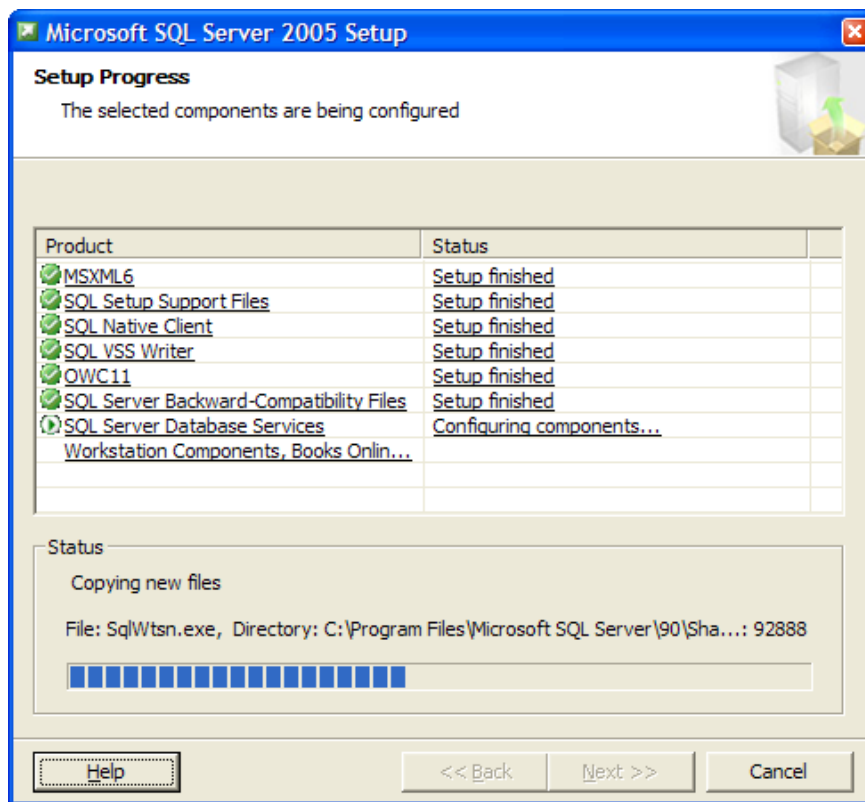 Microsoft SQL Server 2005 Setup
Setup Progress
The selected components are being configured
Product Status
MSXML6 Setup finished
SQL Setup Support Files Setup finished
SQL Native Client Setup finished
SQL VSS Writer Setup finished
OWC11 Setup finished
SQL Server Backward-Compatibility Files Setup finished
SQL Server Database Services Configuring components...
Workstation Components, Books Onlin...
Status
Copying new files
File: SqlWtsn.exe, Directory: C:\Program Files\Microsoft SQL Server\90\Sha...: 92888
Help << Back Next >> Cancel